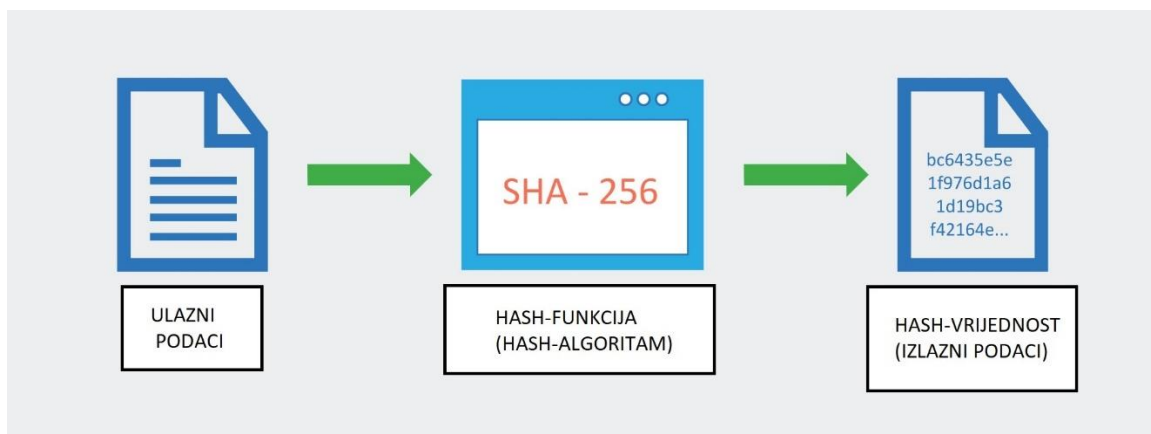 SHA - 256
bc6435e5e
1f976d1a6
1d19bc3
f42164e...
ULAZNI
PODACI
HASH-FUNKCIJA
(HASH-ALGORITAM)
HASH-VRIJEDNOST
(IZLAZNI PODACI)